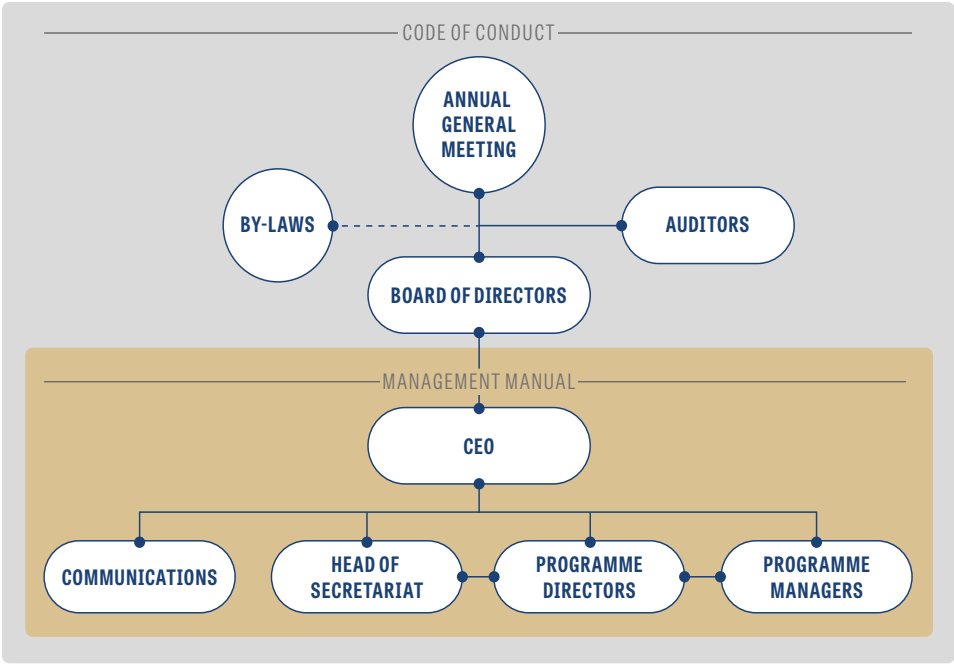 CODE OF CONDUCT
ANNUAL
GENERAL
MEETING
BY-LAWS
AUDITORS
BOARD OF DIRECTORS
MANAGEMENT MANUAL
CEO
COMMUNICATIONS
HEAD OF
SECRETARIAT
PROGRAMME
DIRECTORS
PROGRAMME
MANAGERS